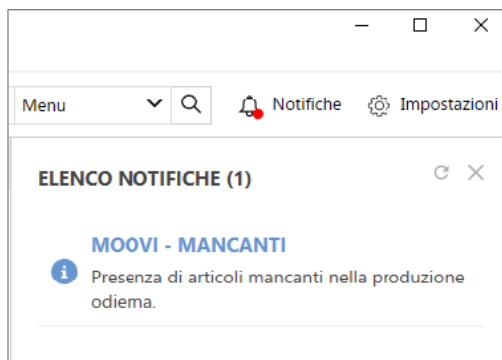 Menu Notifiche Impostazioni
ELENCO NOTIFICHE (1)
MOOVI - MANCANTI
Presenza di articoli mancanti nella produzione
odierna.